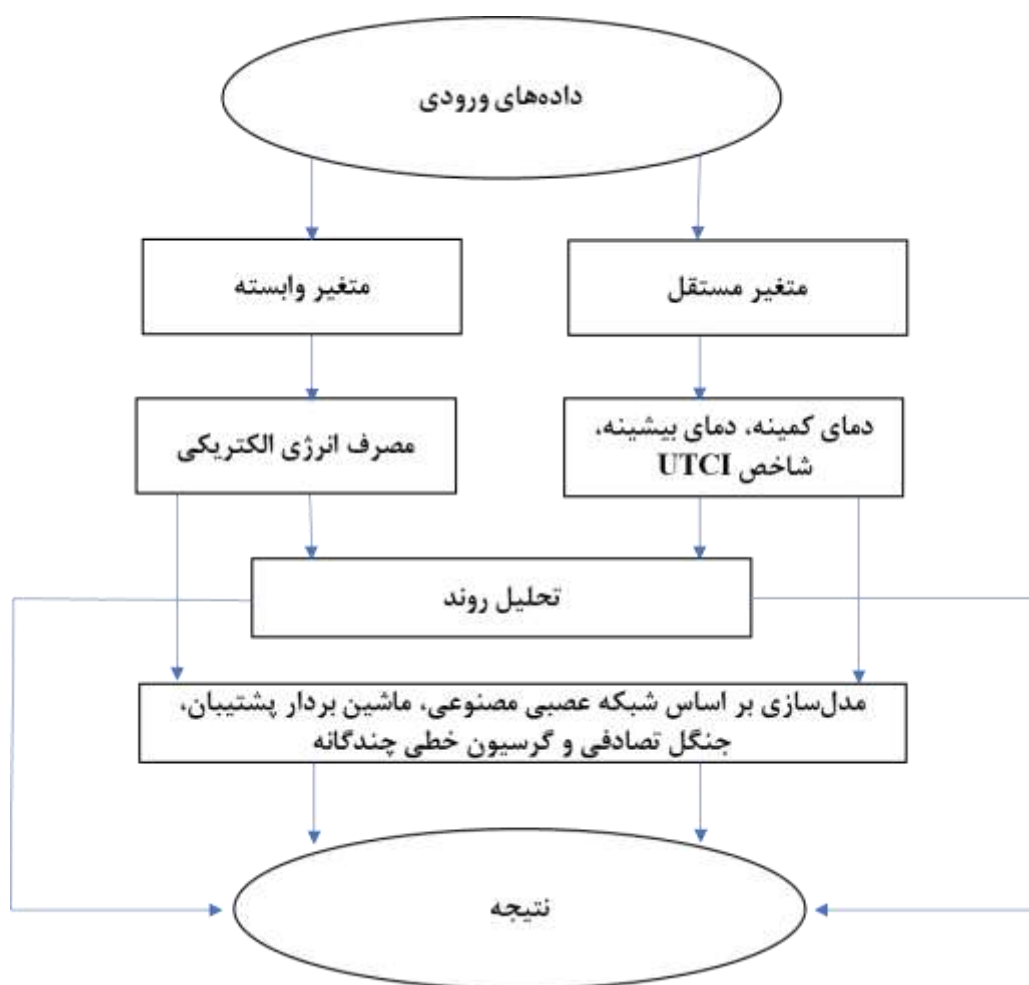 داده‌های ورودی
متغیر مستقل
متغیر وابسته
دمای کمینه، دمای بیشینه،
شاخص UTCI
مصرف انرژی الکتریکی
تحلیل روند
مدل‌سازی بر اساس شبکه عصبی مصنوعی، ماشین بردار پشتیبان،
جنگل تصادفی و گرسیون خطی چندگانه
نتیجه